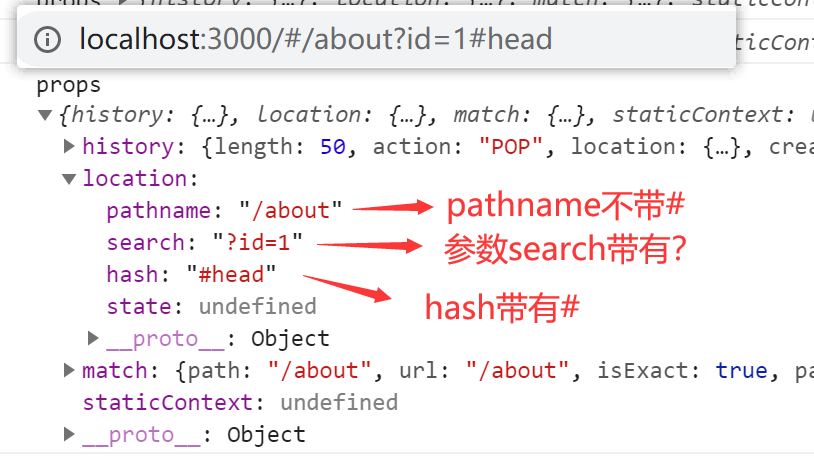 localhost:3000/#/about?id=1#head
props
{history: {…}, location: {…}, match: {…}, staticContext:
history: {length: 50, action: "POP", location: {…}, crea
location:
pathname: "/about"
pathname不带#
search: "?id=1"
参数search带有?
hash: "#head"
hash带有#
state: undefined
__proto__: Object
match: {path: "/about", url: "/about", isExact: true, pa
staticContext: undefined
__proto__: Object